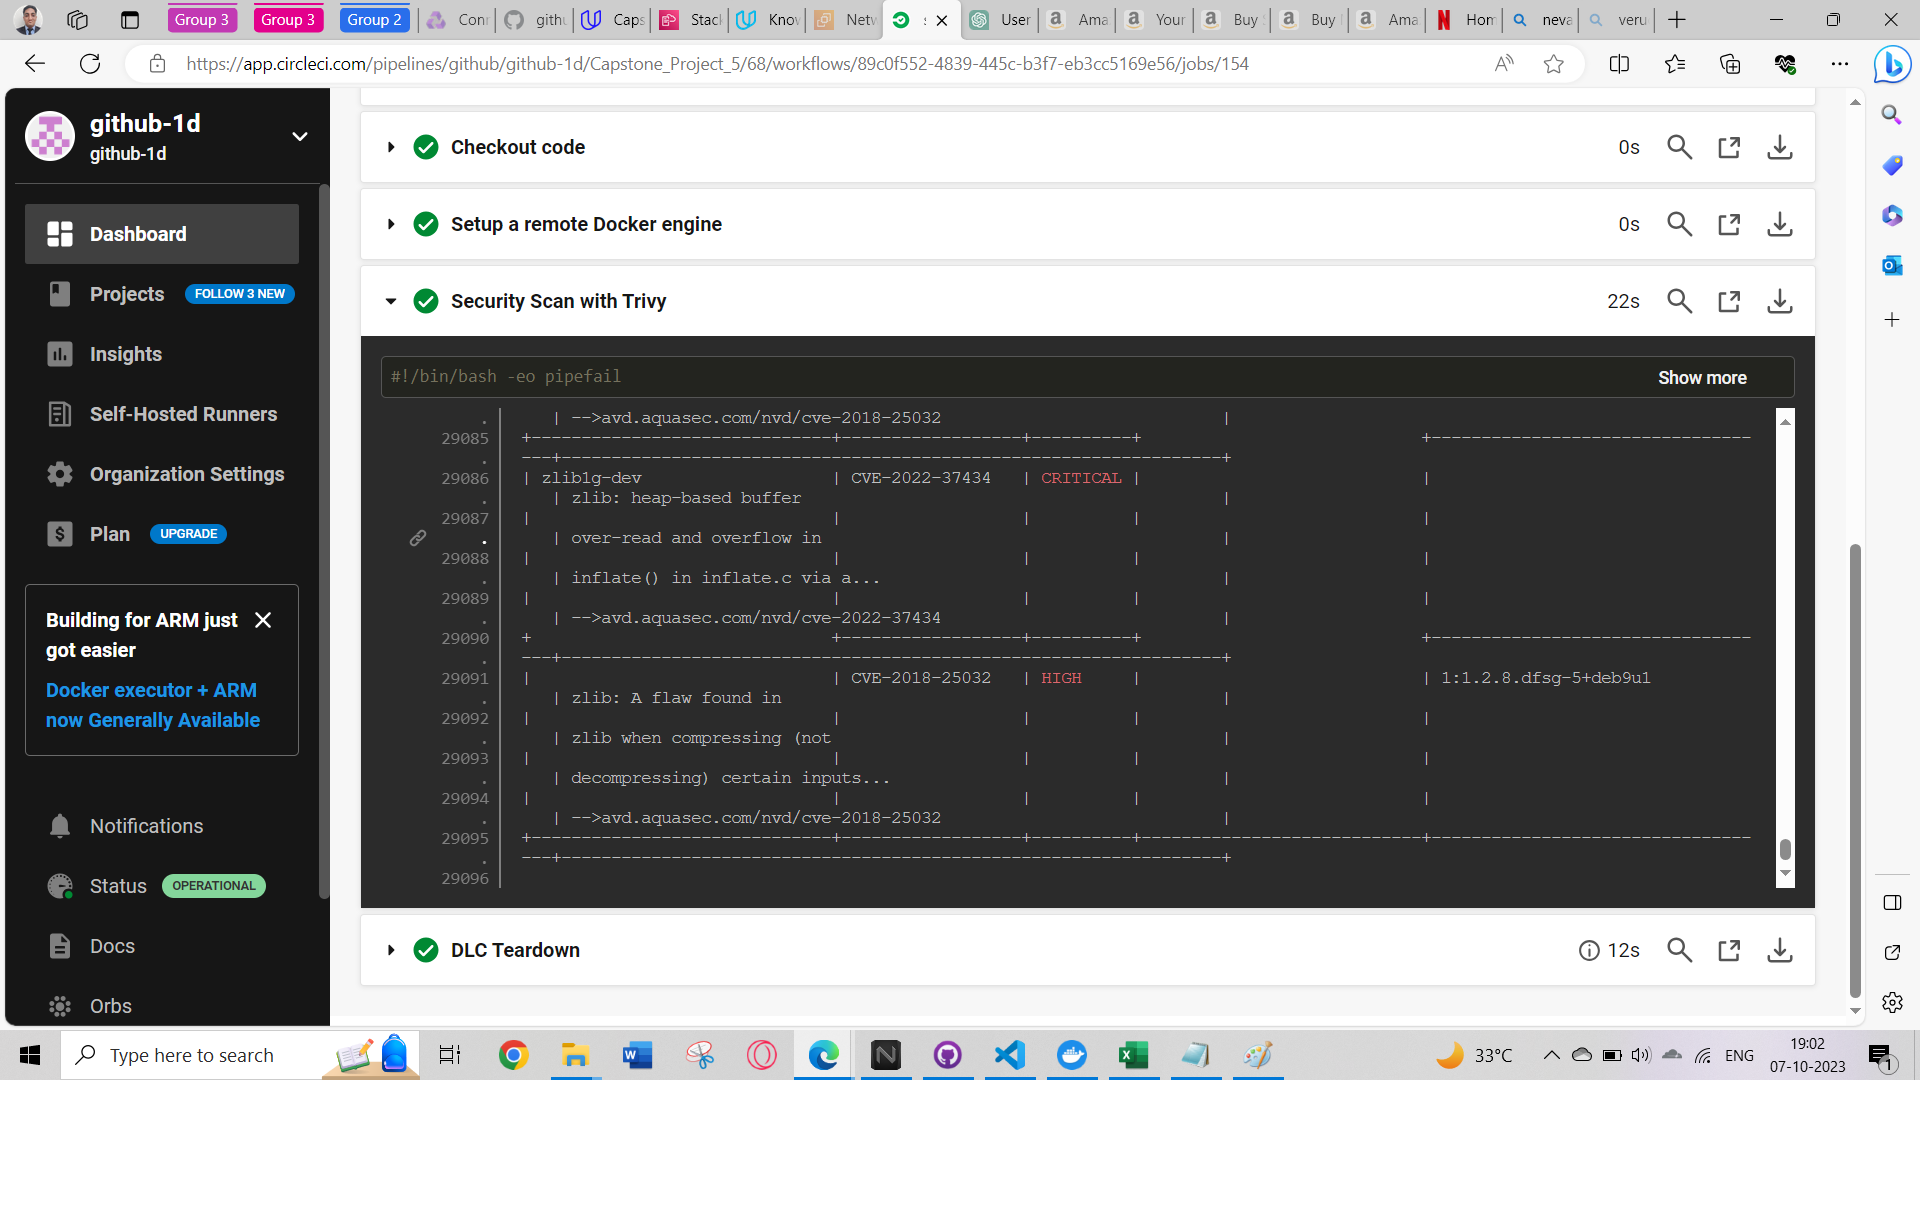 Group 3
Group 3
Group 2
Conn
githu
Caps
Stack
Know
Netw
s
User
Ama
Your
Buy
Buy
Ama
Hom
neva
veru
https://app.circleci.com/pipelines/github/github-1d/Capstone_Project_5/68/workflows/89c0f552-4839-445c-b3f7-eb3cc5169e56/jobs/154
github-1d
github-1d
Dashboard
Projects FOLLOW 3 NEW
Insights
Self-Hosted Runners
Organization Settings
Plan UPGRADE
Building for ARM just
got easier
Docker executor + ARM
now Generally Available
Notifications
Status OPERATIONAL
Docs
Orbs
Checkout code 0s
Setup a remote Docker engine 0s
Security Scan with Trivy 22s
#!/bin/bash -eo pipefail
Show more
. | -->avd.aquasec.com/nvd/cve-2018-25032 |
29085 +------------------------------+------------------+----------+ +--------------------------------
. ---+------------------------------------------------------------------+
29086 | zlib1g-dev | CVE-2022-37434 | CRITICAL | |
. | zlib: heap-based buffer |
29087 | | | | |
. | over-read and overflow in |
29088 | | | | |
. | inflate() in inflate.c via a... |
29089 | | | | |
. | -->avd.aquasec.com/nvd/cve-2022-37434 |
29090 + +------------------+----------+ +--------------------------------
. ---+------------------------------------------------------------------+
29091 | | CVE-2018-25032 | HIGH | | 1:1.2.8.dfsg-5+deb9u1
. | zlib: A flaw found in |
29092 | | | | |
. | zlib when compressing (not |
29093 | | | | |
. | decompressing) certain inputs... |
29094 | | | | |
. | -->avd.aquasec.com/nvd/cve-2018-25032 |
29095 +------------------------------+------------------+----------+----------------------------+--------------------------------
. ---+------------------------------------------------------------------+
29096
DLC Teardown 12s
Type here to search
33°C
ENG
19:02
07-10-2023
1